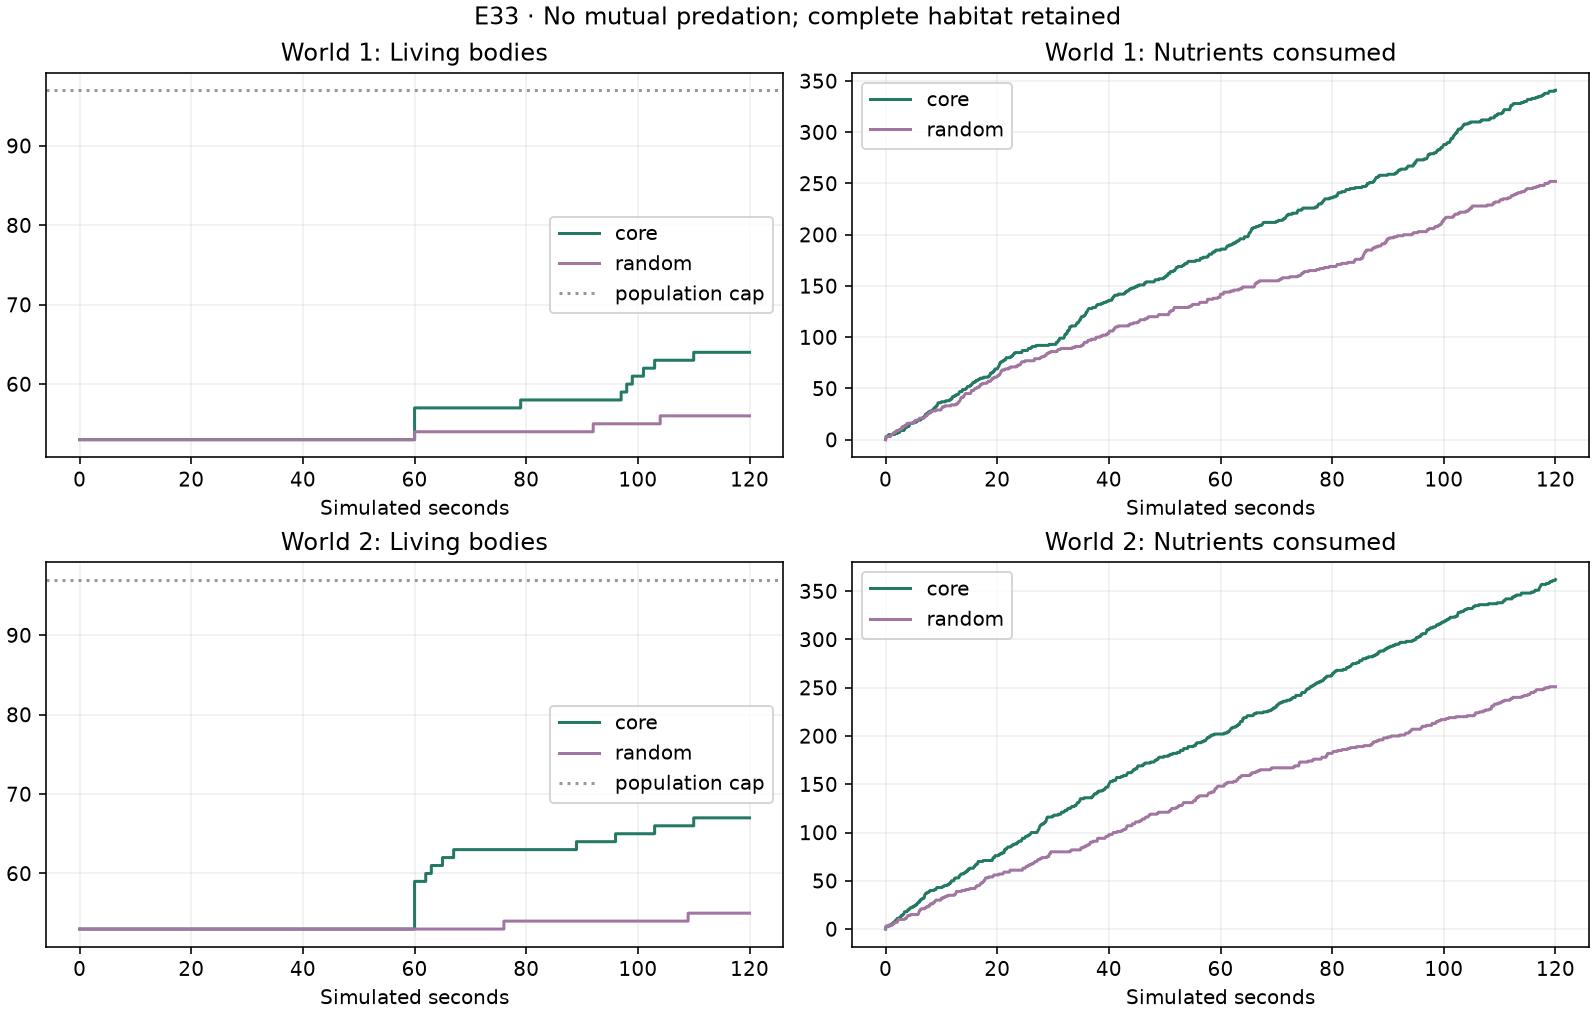 E33 · No mutual predation; complete habitat retained
World 1: Living bodies
90
80
70
60
core
random
population cap
0 20 40 60 80 100 120
Simulated seconds
World 1: Nutrients consumed
350
300
250
200
150
100
50
0
core
random
0 20 40 60 80 100 120
Simulated seconds
World 2: Living bodies
90
80
70
60
core
random
population cap
0 20 40 60 80 100 120
Simulated seconds
World 2: Nutrients consumed
350
300
250
200
150
100
50
0
core
random
0 20 40 60 80 100 120
Simulated seconds